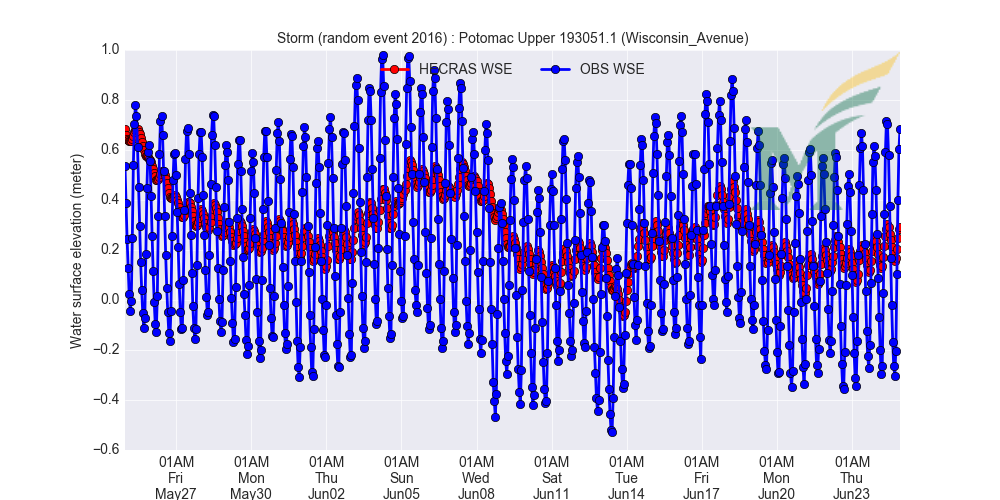 Storm (random event 2016) : Potomac Upper 193051.1 (Wisconsin_Avenue)
HECRAS WSE OBS WSE
Water surface elevation (meter)
1.0
0.8
0.6
0.4
0.2
0.0
−0.2
−0.4
−0.6
01AM 01AM 01AM 01AM 01AM 01AM 01AM 01AM 01AM 01AM
Fri Mon Thu Sun Wed Sat Tue Fri Mon Thu
May27 May30 Jun02 Jun05 Jun08 Jun11 Jun14 Jun17 Jun20 Jun23